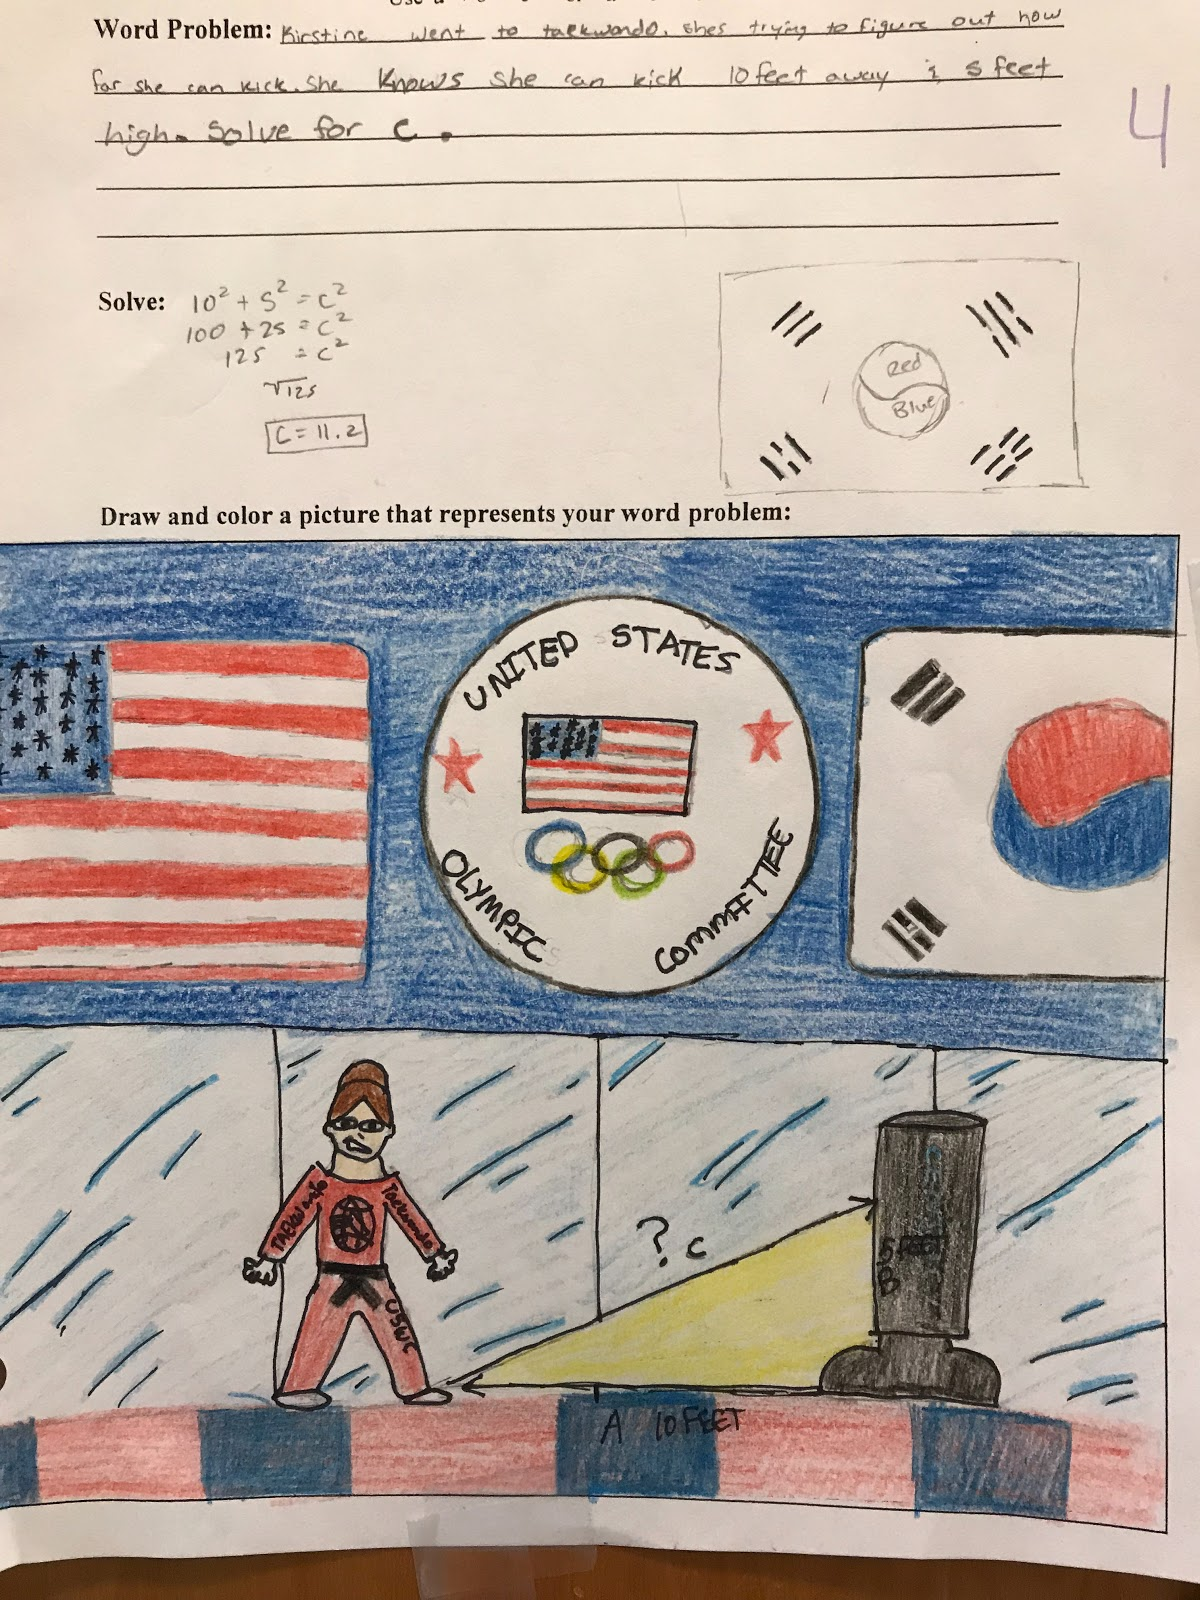 Word Problem: Kirstine went to taekwondo. shes trying to figure out how
far she can kick. She knows she can kick 10 feet away & 5 feet
high. Solve for c.
4
Solve: 10² + 5² = c²
100 + 25 = c²
125 = c²
√125
C = 11.2
Red
Blue
Draw and color a picture that represents your word problem:
UNITED STATES
OLYMPIC COMMITTEE
TAEKWondo
Taekwondo
USWC
? c
5 FEET
B
A 10 FEET